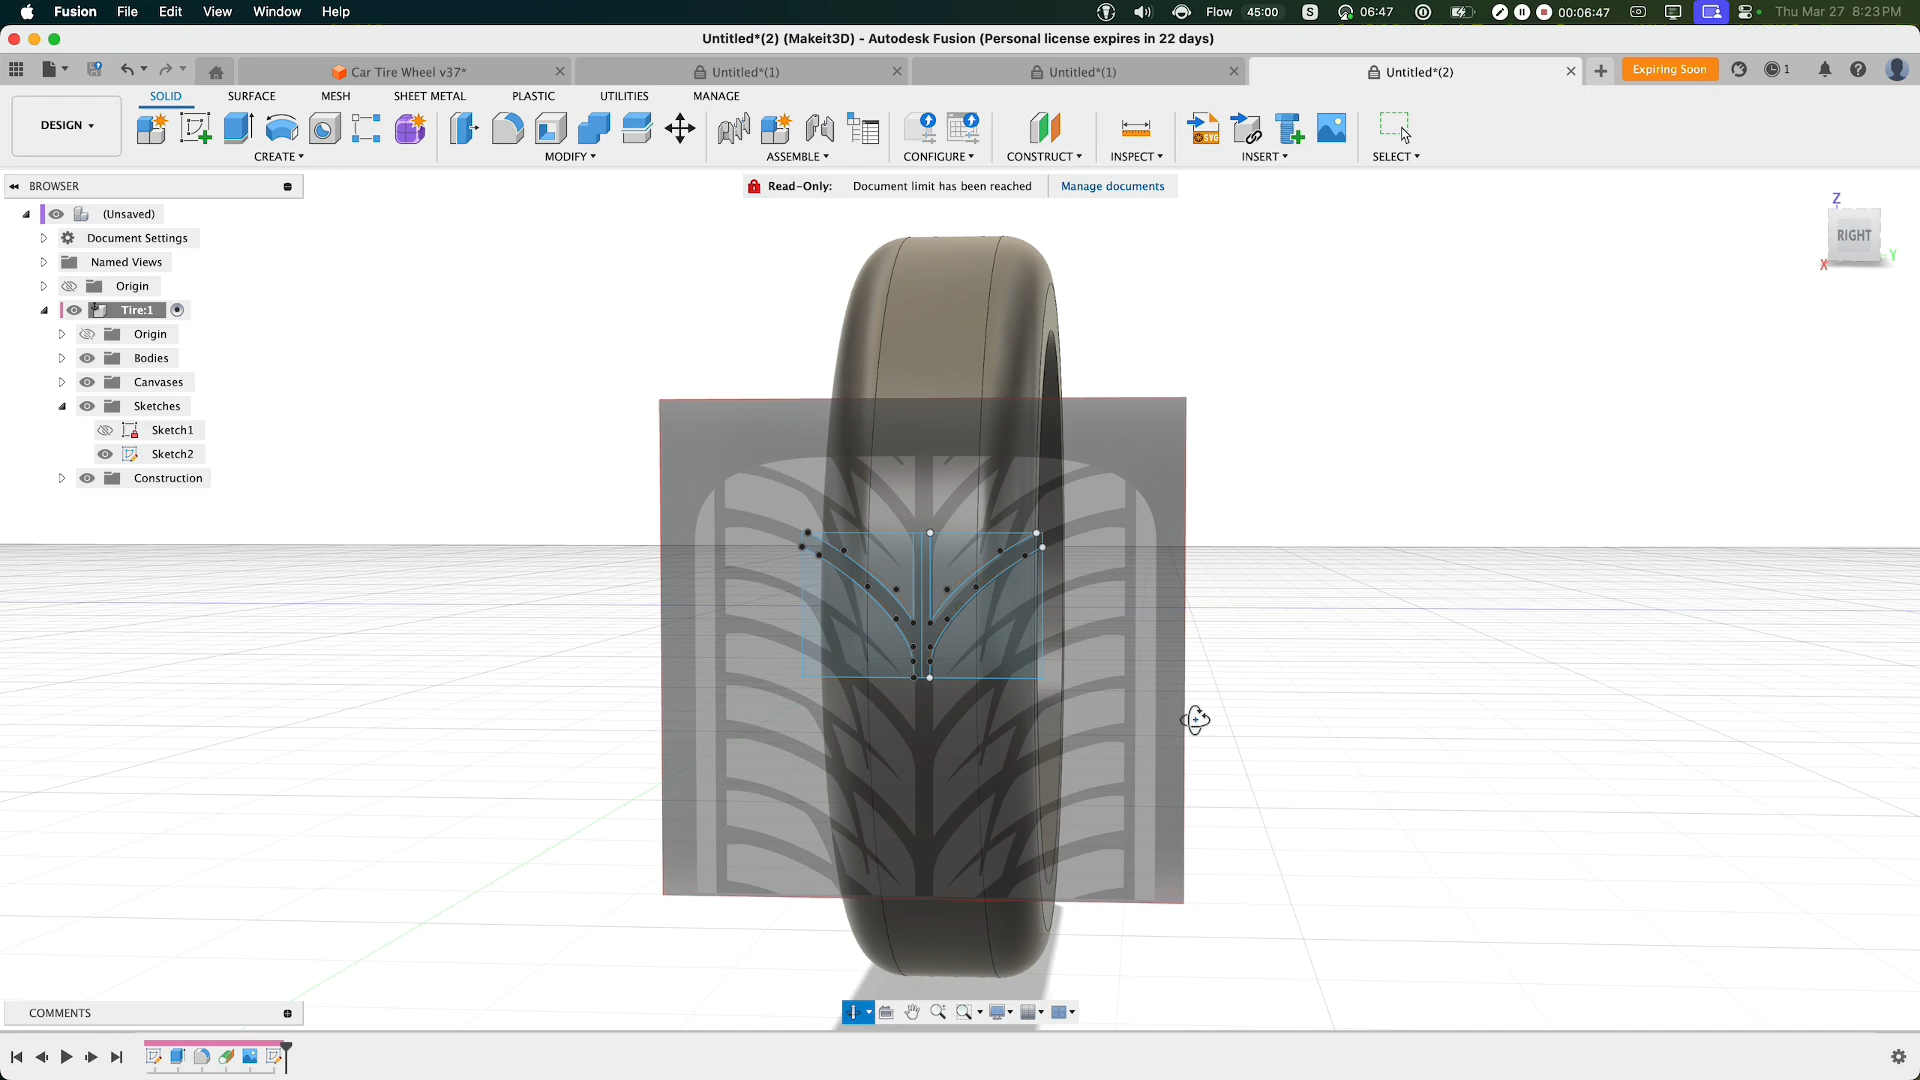 Fusion File Edit View Window Help Flow 45:00 S 06:47 00:06:47 Thu Mar 27 8:23 PM
Untitled*(2) (Makeit3D) - Autodesk Fusion (Personal license expires in 22 days)
Car Tire Wheel v37* Untitled*(1) Untitled*(1) Untitled*(2) Expiring Soon 1
SOLID SURFACE MESH SHEET METAL PLASTIC UTILITIES MANAGE
DESIGN
CREATE MODIFY ASSEMBLE CONFIGURE CONSTRUCT INSPECT INSERT SELECT
SVG
BROWSER
Read-Only: Document limit has been reached Manage documents
(Unsaved)
Document Settings
Named Views
Origin
Tire:1
Origin
Bodies
Canvases
Sketches
Sketch1
Sketch2
Construction
Z
RIGHT
Y
X
COMMENTS